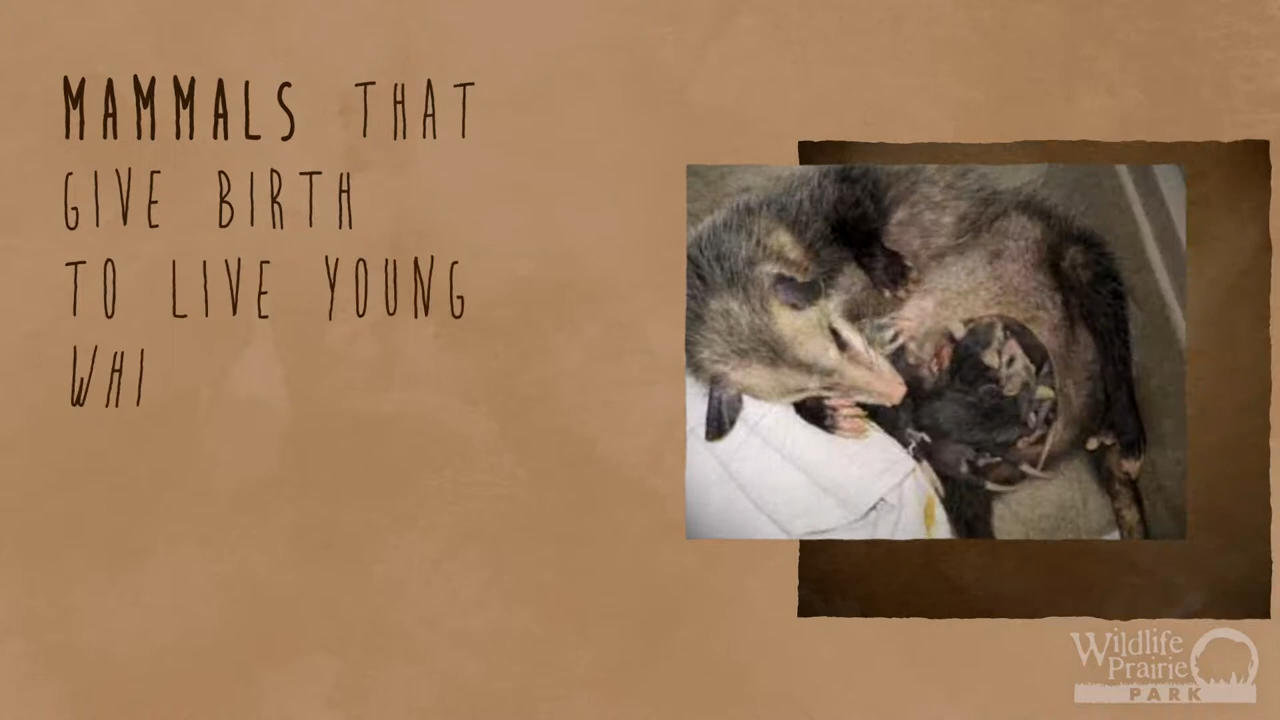 MAMMALS THAT
GIVE BIRTH
TO LIVE YOUNG
WHI
Wildlife
Prairie
PARK